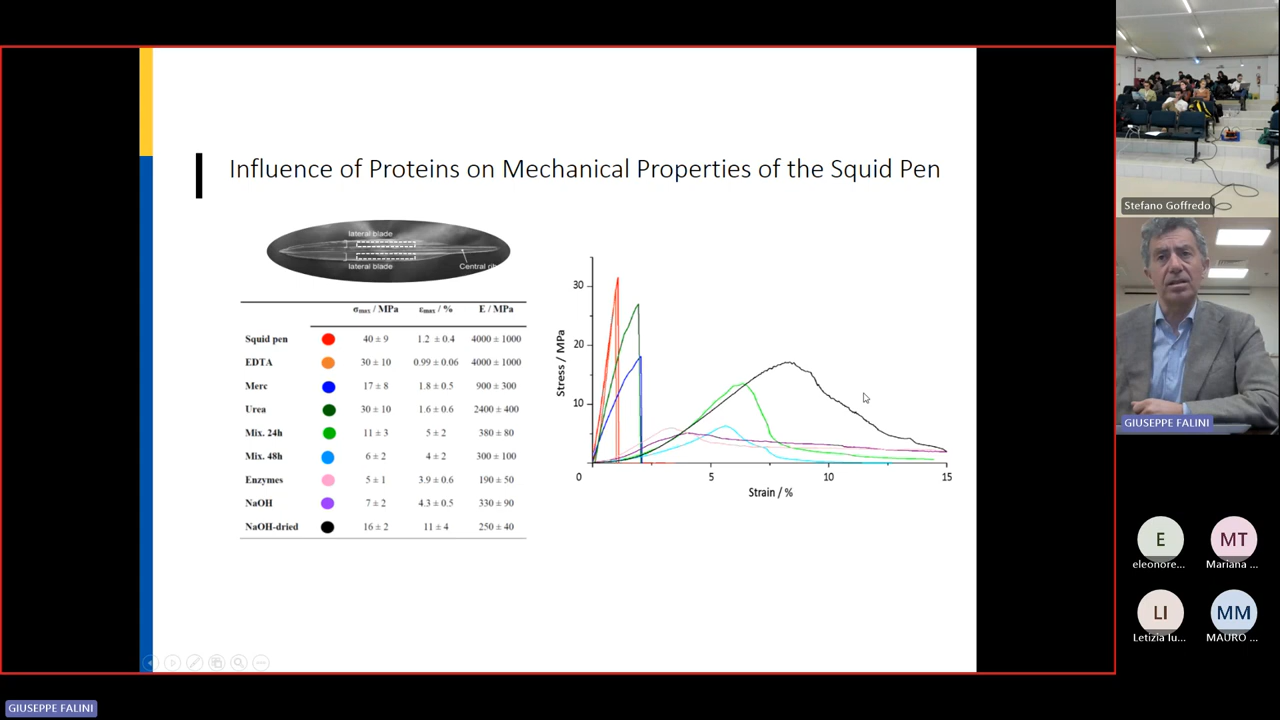 Influence of Proteins on Mechanical Properties of the Squid Pen
lateral blade
lateral blade
Central rib
σmax / MPa εmax / % E / MPa
Squid pen 40 ± 9 1.2 ± 0.4 4000 ± 1000
EDTA 30 ± 10 0.99 ± 0.06 4000 ± 1000
Merc 17 ± 8 1.8 ± 0.5 900 ± 300
Urea 30 ± 10 1.6 ± 0.6 2400 ± 400
Mix. 24h 11 ± 3 5 ± 2 380 ± 80
Mix. 48h 6 ± 2 4 ± 2 300 ± 100
Enzymes 5 ± 1 3.9 ± 0.6 190 ± 50
NaOH 7 ± 2 4.3 ± 0.5 330 ± 90
NaOH-dried 16 ± 2 11 ± 4 250 ± 40
Stress / MPa
30
20
10
0 5 10 15
Strain / %
Stefano Goffredo
GIUSEPPE FALINI
E
eleonore...
MT
Mariana ...
LI
Letizia Iu...
MM
MAURO ...
GIUSEPPE FALINI